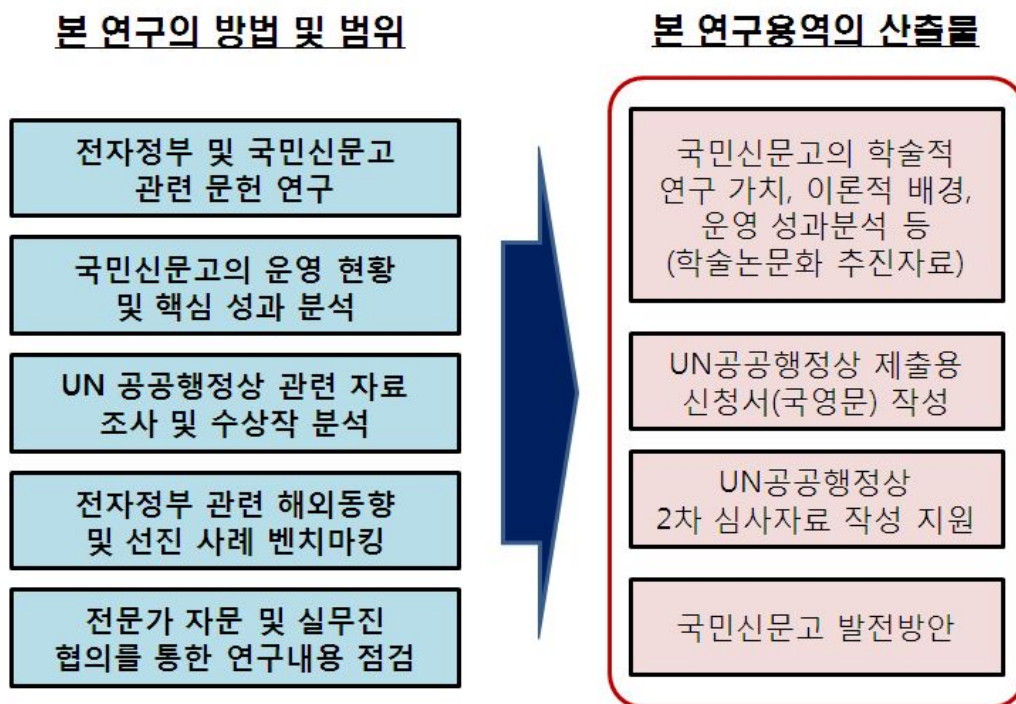 본 연구의 방법 및 범위
전자정부 및 국민신문고
관련 문헌 연구
국민신문고의 운영 현황
및 핵심 성과 분석
UN 공공행정상 관련 자료
조사 및 수상작 분석
전자정부 관련 해외동향
및 선진 사례 벤치마킹
전문가 자문 및 실무진
협의를 통한 연구내용 점검
본 연구용역의 산출물
국민신문고의 학술적
연구 가치, 이론적 배경,
운영 성과분석 등
(학술논문화 추진자료)
UN공공행정상 제출용
신청서(국영문) 작성
UN공공행정상
2차 심사자료 작성 지원
국민신문고 발전방안